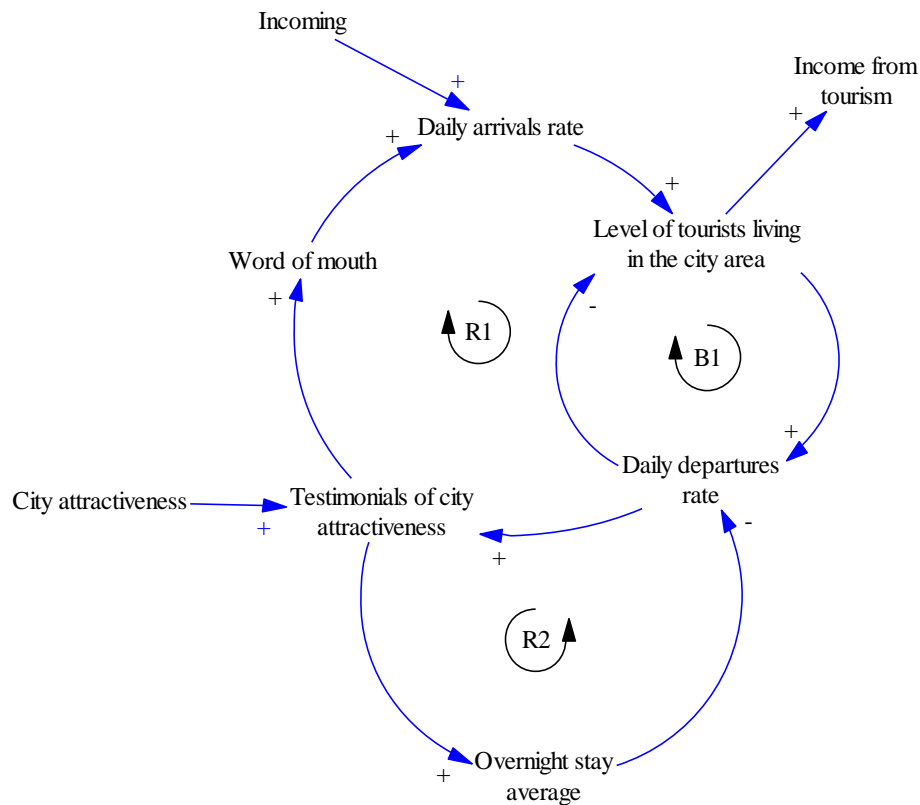 Incoming
+
Income from
tourism
+
+
Daily arrivals rate
+
Level of tourists living
in the city area
Word of mouth
+
-
R1
B1
+
Daily departures
rate
-
City attractiveness
+
Testimonials of city
attractiveness
+
R2
+
Overnight stay
average